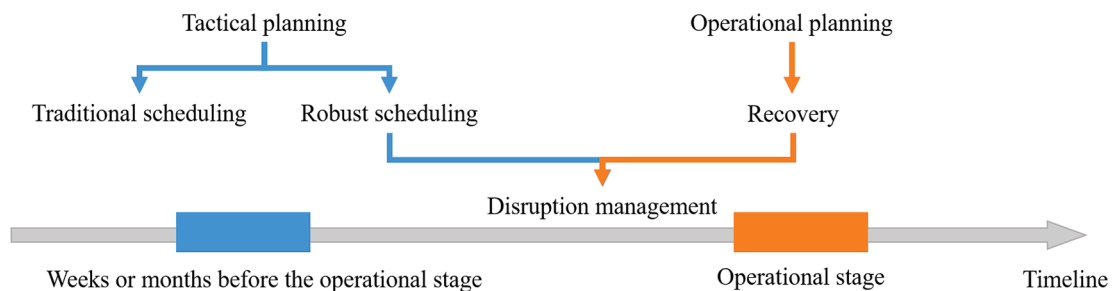 Tactical planning
Operational planning
Traditional scheduling
Robust scheduling
Recovery
Disruption management
Weeks or months before the operational stage
Operational stage
Timeline